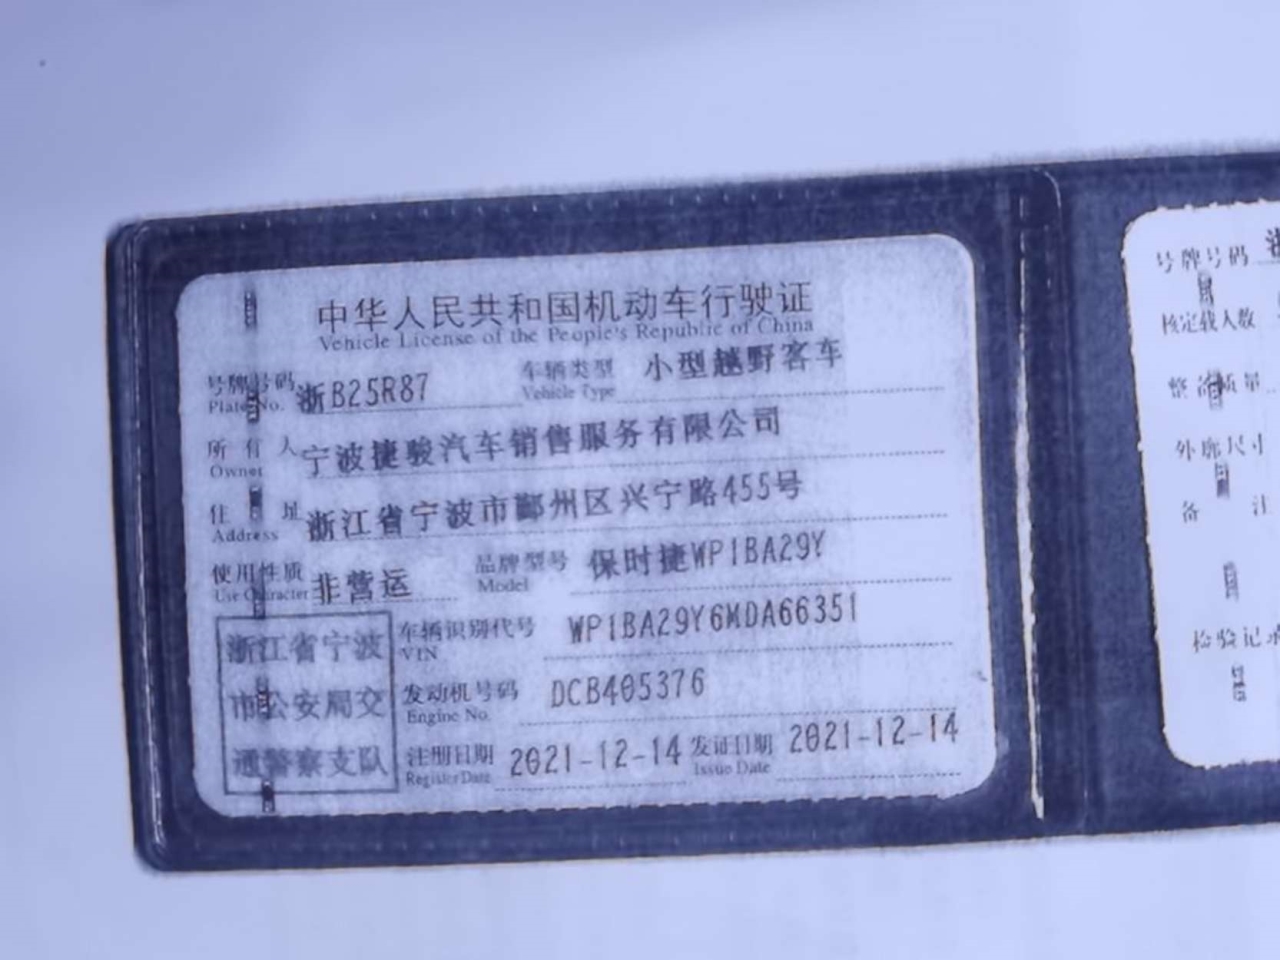 中华人民共和国机动车行驶证
Vehicle License of the People's Republic of China
号牌号码 浙B25R87 车辆类型 小型越野客车
Plate No. Vehicle Type
所有人 宁波捷骏汽车销售服务有限公司
Owner
住址 浙江省宁波市鄞州区兴宁路455号
Address
使用性质 非营运 品牌型号 保时捷WP1BA29Y
Use Character Model
车辆识别代号 WP1BA29Y6MDA66351
VIN
发动机号码 DCB405376
Engine No.
注册日期 2021-12-14 发证日期 2021-12-14
Register Date Issue Date
浙江省宁波
市公安局交
通警察支队
号牌号码
核定载人数
整备质量
外廓尺寸
备注
检验记录